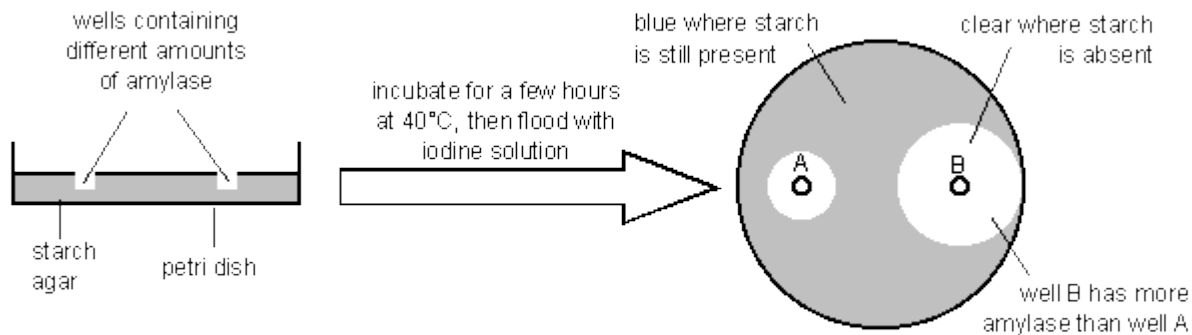 wells containing
different amounts
of amylase
starch
agar
petri dish
incubate for a few hours
at 40°C, then flood with
iodine solution
blue where starch
is still present
clear where starch
is absent
A
B
well B has more
amylase than well A